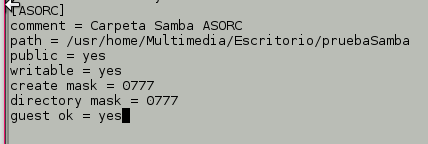 [ASORC]
comment = Carpeta Samba ASORC
path = /usr/home/Multimedia/Escritorio/pruebaSamba
public = yes
writable = yes
create mask = 0777
directory mask = 0777
guest ok = yes